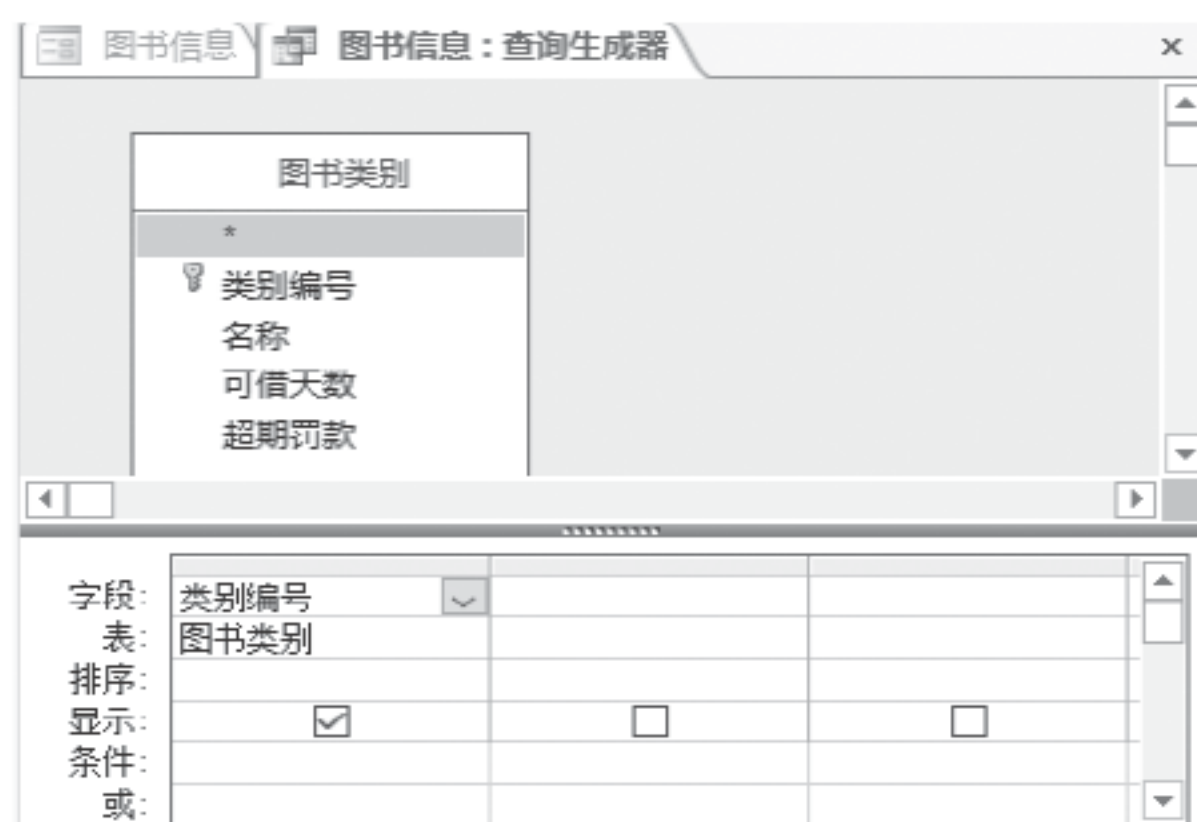 图书信息 图书信息：查询生成器 ×
图书类别
*
类别编号
名称
可借天数
超期罚款
字段： 类别编号
表： 图书类别
排序：
显示：
条件：
或：